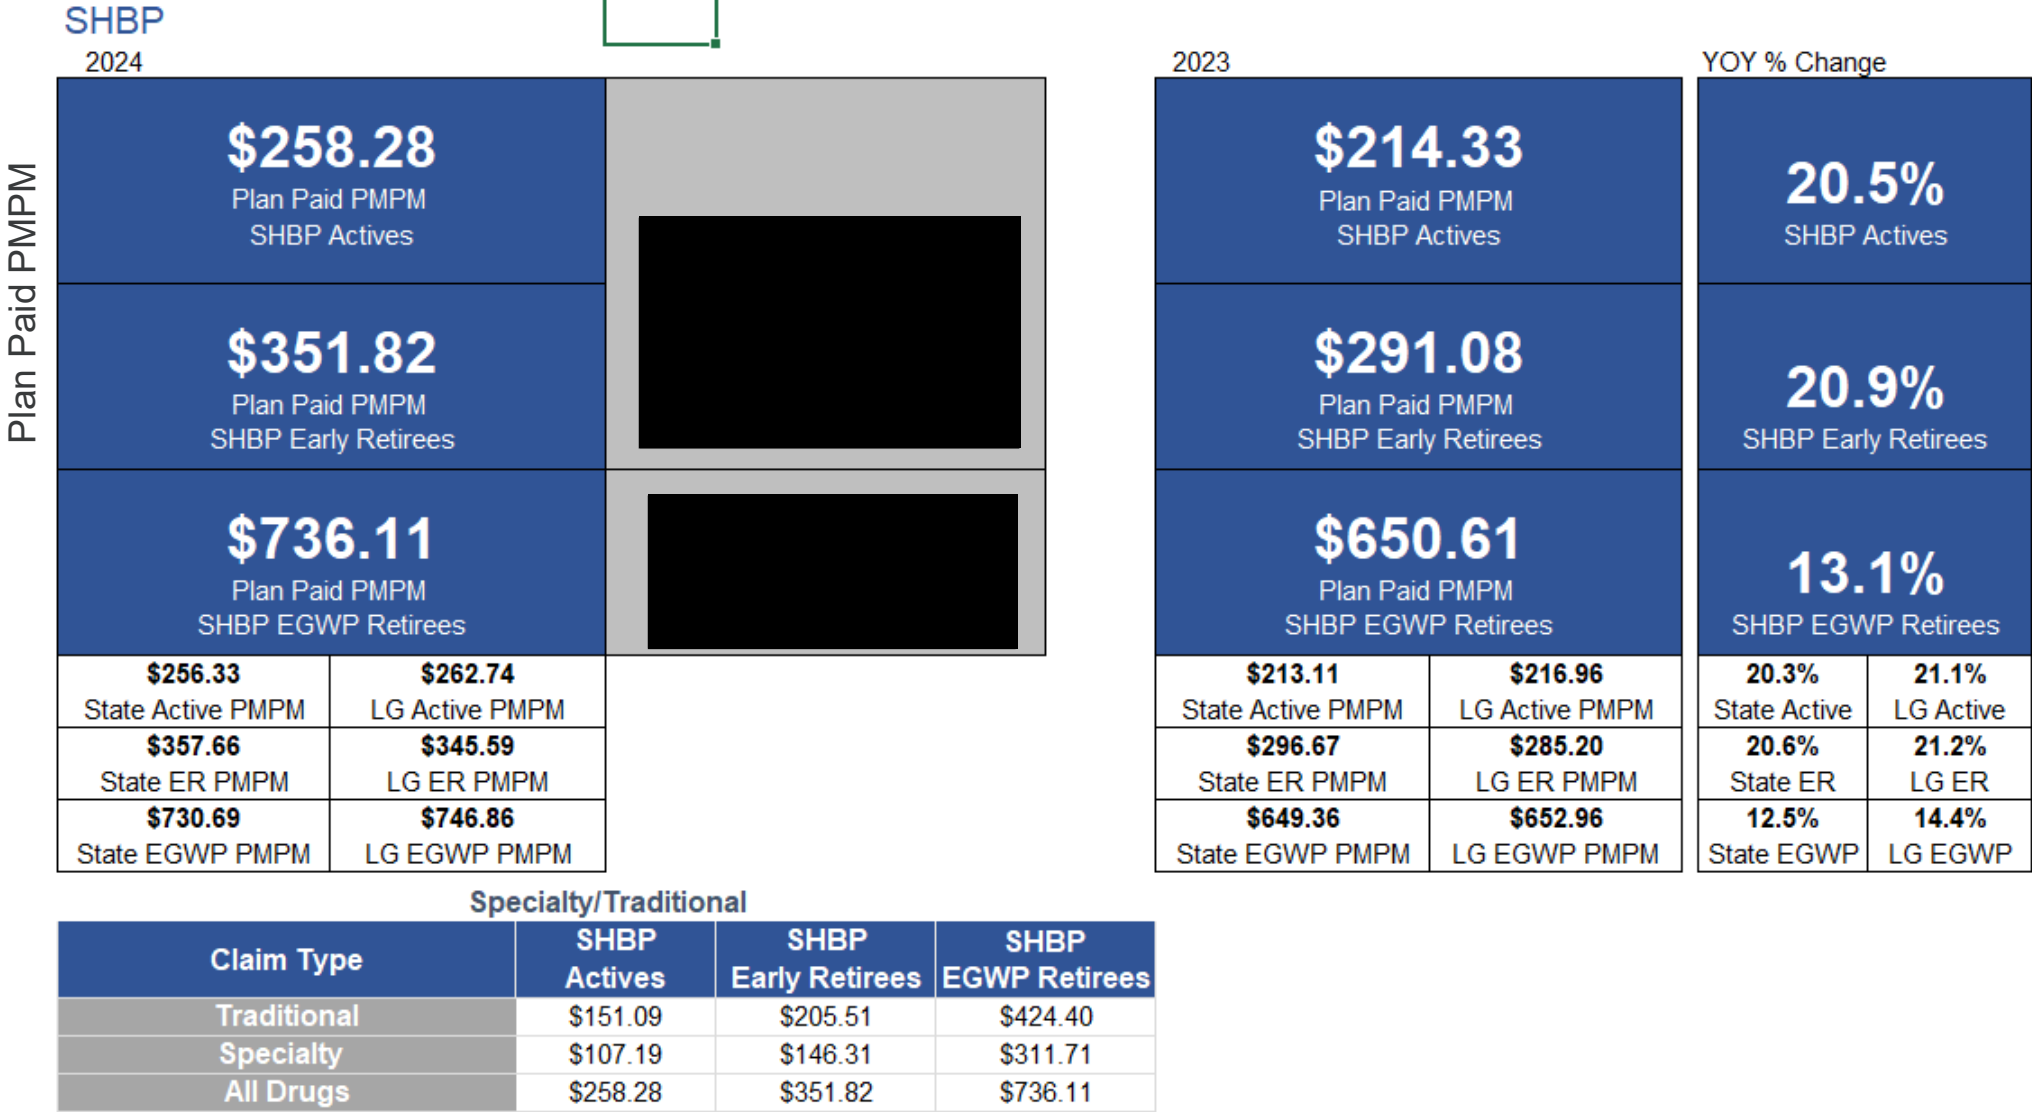 SHBP
2024
2023
YOY % Change
Plan Paid PMPM
$258.28
Plan Paid PMPM
SHBP Actives
$214.33
Plan Paid PMPM
SHBP Actives
20.5%
SHBP Actives
$351.82
Plan Paid PMPM
SHBP Early Retirees
$291.08
Plan Paid PMPM
SHBP Early Retirees
20.9%
SHBP Early Retirees
$736.11
Plan Paid PMPM
SHBP EGWP Retirees
$650.61
Plan Paid PMPM
SHBP EGWP Retirees
13.1%
SHBP EGWP Retirees
$256.33 $262.74 $213.11 $216.96 20.3% 21.1%
State Active PMPM LG Active PMPM State Active PMPM LG Active PMPM State Active LG Active
$357.66 $345.59 $296.67 $285.20 20.6% 21.2%
State ER PMPM LG ER PMPM State ER PMPM LG ER PMPM State ER LG ER
$730.69 $746.86 $649.36 $652.96 12.5% 14.4%
State EGWP PMPM LG EGWP PMPM State EGWP PMPM LG EGWP PMPM State EGWP LG EGWP
Specialty/Traditional
Claim Type
SHBP
Actives
SHBP
Early Retirees
SHBP
EGWP Retirees
Traditional $151.09 $205.51 $424.40
Specialty $107.19 $146.31 $311.71
All Drugs $258.28 $351.82 $736.11